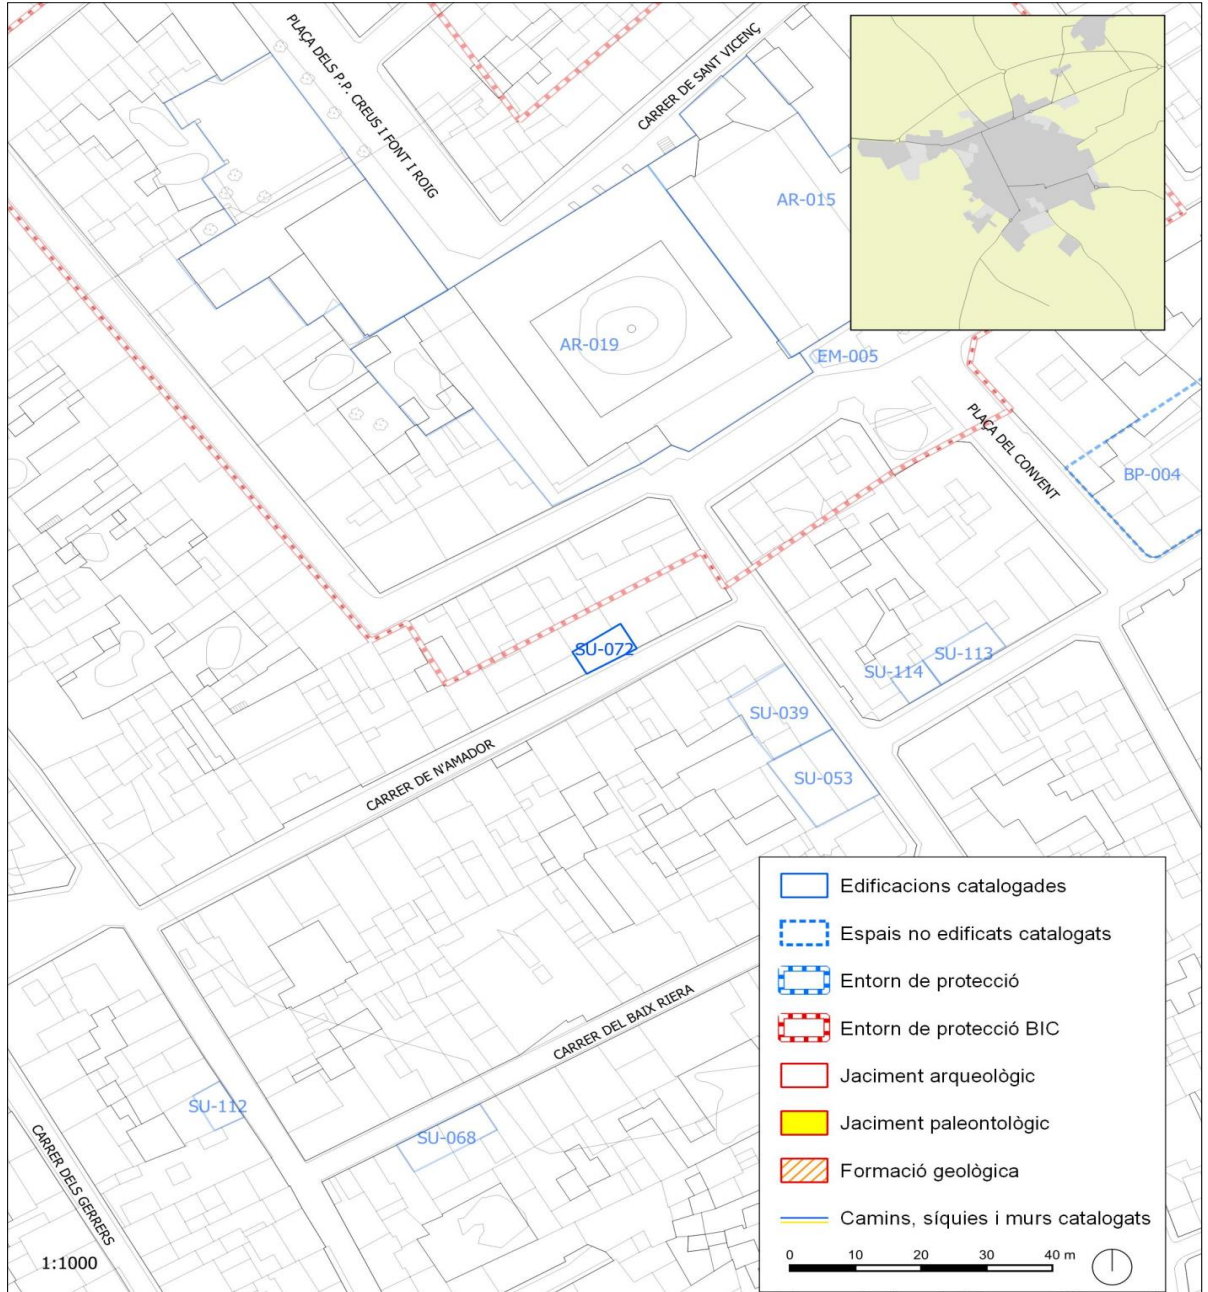 PLAÇA DELS P.P. CREUS I FONT I ROIG
CARRER DE SANT VICENÇ
AR-015
AR-019
EM-005
PLAÇA DEL CONVENT
BP-004
SU-072
SU-114
SU-113
SU-039
SU-053
CARRER DE N'AMADOR
CARRER DEL BAIX RIERA
SU-112
SU-068
CARRER DELS GERRERS
1:1000
Edificacions catalogades
Espais no edificats catalogats
Entorn de protecció
Entorn de protecció BIC
Jaciment arqueològic
Jaciment paleontològic
Formació geològica
Camins, síquies i murs catalogats
0 10 20 30 40 m